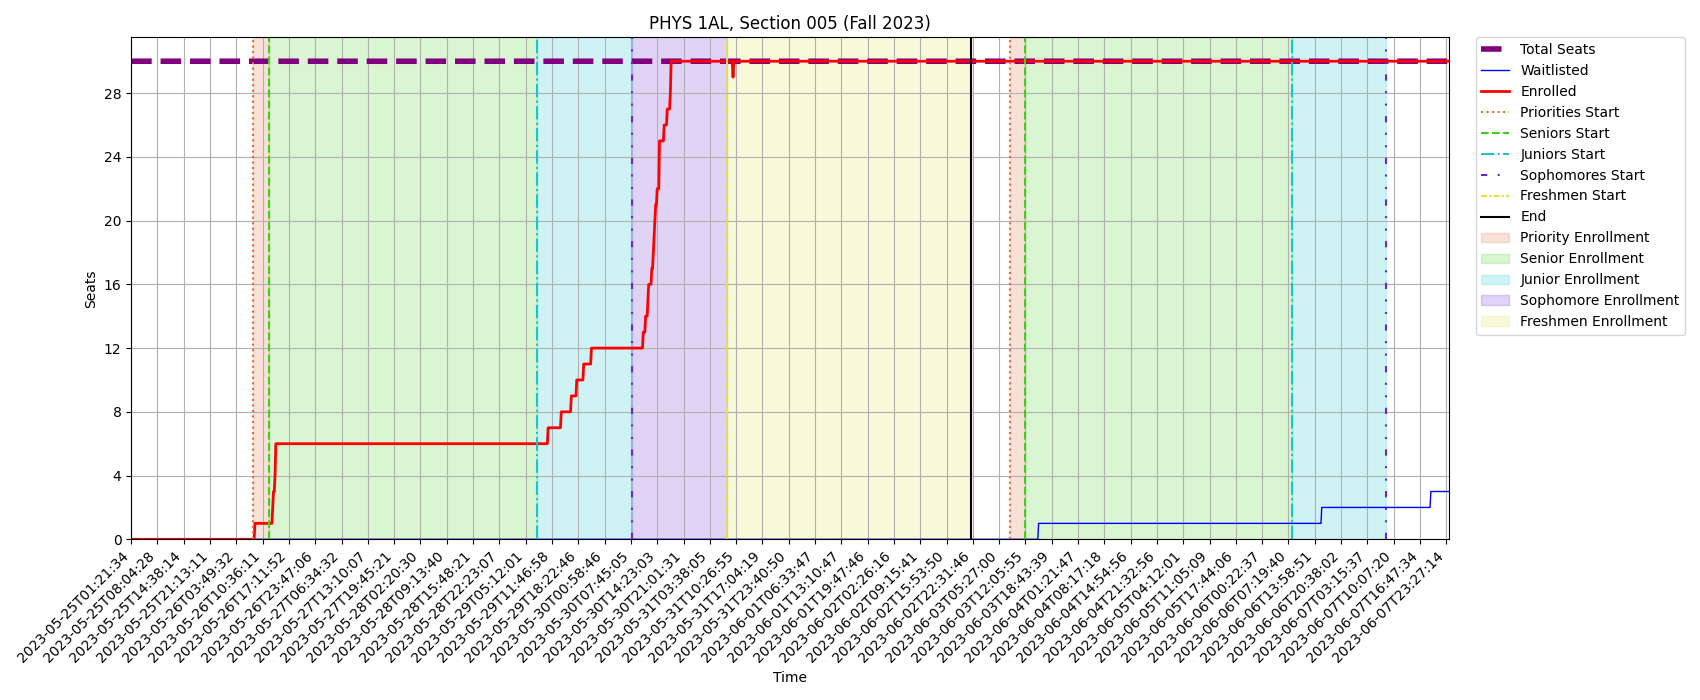 PHYS 1AL, Section 005 (Fall 2023)
Seats
28
24
20
16
12
8
4
0
2023-05-25T01:21:34
2023-05-25T08:04:28
2023-05-25T14:38:14
2023-05-25T21:13:11
2023-05-26T03:49:32
2023-05-26T10:36:11
2023-05-26T17:11:52
2023-05-26T23:47:06
2023-05-27T06:34:32
2023-05-27T13:10:07
2023-05-27T19:45:21
2023-05-28T02:20:30
2023-05-28T09:13:40
2023-05-28T15:48:21
2023-05-28T22:23:07
2023-05-29T05:12:01
2023-05-29T11:46:58
2023-05-29T18:22:46
2023-05-30T00:58:46
2023-05-30T07:45:05
2023-05-30T14:23:03
2023-05-30T21:01:31
2023-05-31T03:38:05
2023-05-31T10:26:55
2023-05-31T17:04:19
2023-05-31T23:40:50
2023-06-01T06:33:47
2023-06-01T13:10:47
2023-06-01T19:47:46
2023-06-02T02:26:16
2023-06-02T09:15:41
2023-06-02T15:53:50
2023-06-02T22:31:46
2023-06-03T05:27:00
2023-06-03T12:05:55
2023-06-03T18:43:39
2023-06-04T01:21:47
2023-06-04T08:17:18
2023-06-04T14:54:56
2023-06-04T21:32:56
2023-06-05T04:12:01
2023-06-05T11:05:09
2023-06-05T17:44:06
2023-06-06T00:22:37
2023-06-06T07:19:40
2023-06-06T13:58:51
2023-06-06T20:38:02
2023-06-07T03:15:37
2023-06-07T10:07:20
2023-06-07T16:47:34
2023-06-07T23:27:14
Time
Total Seats
Waitlisted
Enrolled
Priorities Start
Seniors Start
Juniors Start
Sophomores Start
Freshmen Start
End
Priority Enrollment
Senior Enrollment
Junior Enrollment
Sophomore Enrollment
Freshmen Enrollment